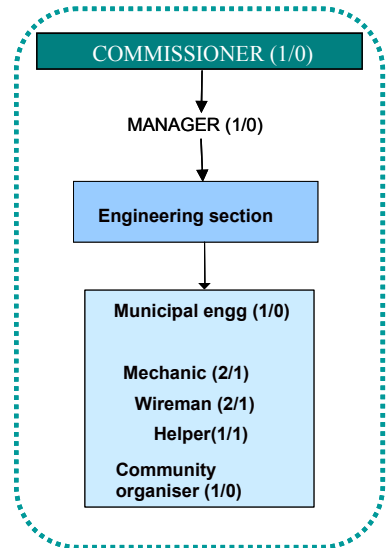 COMMISSIONER (1/0)
MANAGER (1/0)
Engineering section
Municipal engg (1/0)
Mechanic (2/1)
Wireman (2/1)
Helper(1/1)
Community
organiser (1/0)